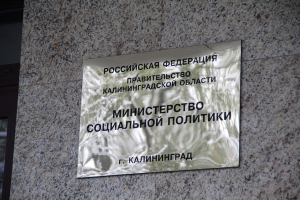 РОССИЙСКАЯ ФЕДЕРАЦИЯ
ПРАВИТЕЛЬСТВО
КАЛИНИНГРАДСКОЙ ОБЛАСТИ
МИНИСТЕРСТВО
СОЦИАЛЬНОЙ ПОЛИТИКИ
г. КАЛИНИНГРАД